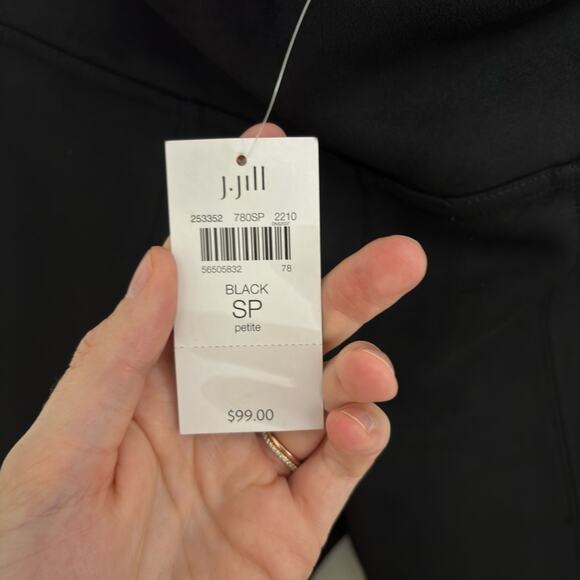 J.Jill
253352 780SP 2210
56505832 78
BLACK
SP
petite
$99.00